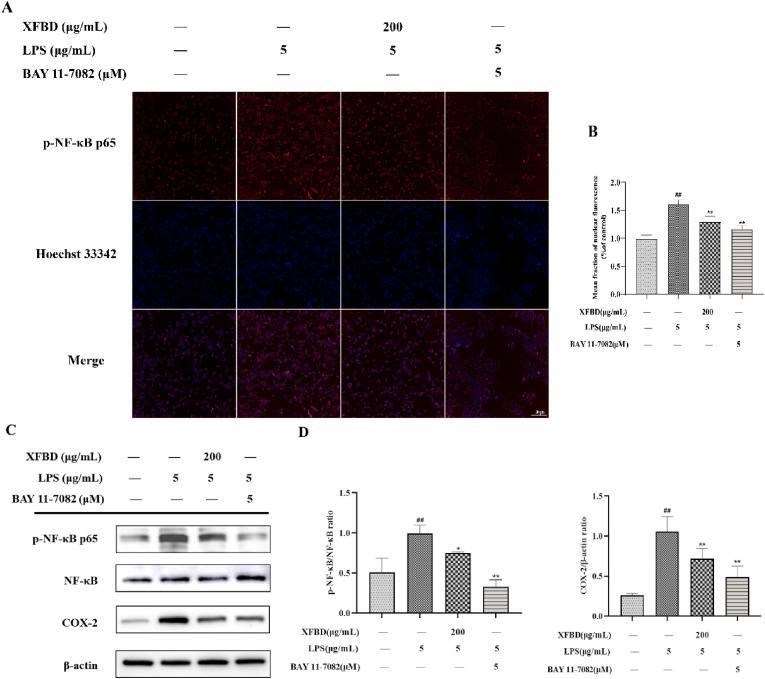 A
XFBD (μg/mL) — — 200 —
LPS (μg/mL) — 5 5 5
BAY 11-7082 (μM) — — — 5
p-NF-κB p65
Hoechst 33342
Merge
B
Mean fraction of nuclear fluorescence
(%of control)
2.0
1.5
1.0
0.5
0.0
##
**
**
XFBD(μg/mL) — — 200 —
LPS(μg/mL) — 5 5 5
BAY 11-7082(μM) — — — 5
C
XFBD (μg/mL) — — 200 —
LPS (μg/mL) — 5 5 5
BAY 11-7082 (μM) — — — 5
p-NF-κB p65
NF-κB
COX-2
β-actin
D
p-NF-κB/NF-κB ratio
1.5
1.0
0.5
0.0
##
*
**
XFBD(μg/mL) — — 200 —
LPS(μg/mL) — 5 5 5
BAY 11-7082(μM) — — — 5
COX-2/β-actin ratio
1.5
1.0
0.5
0.0
##
**
**
XFBD(μg/mL) — — 200 —
LPS(μg/mL) — 5 5 5
BAY 11-7082(μM) — — — 5